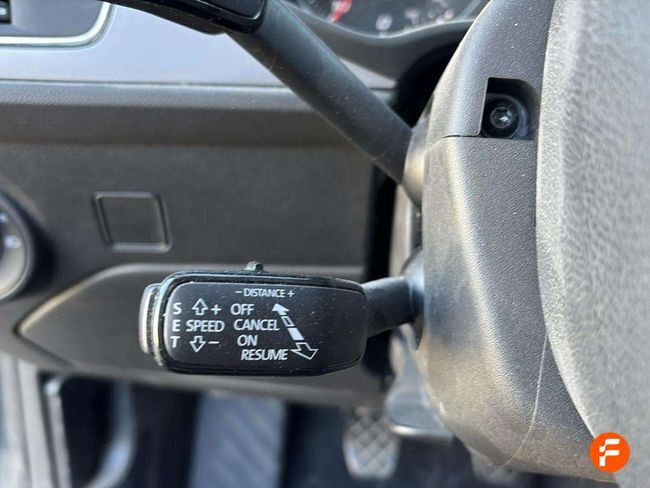 – DISTANCE +
S + OFF
E SPEED CANCEL
T – ON
RESUME